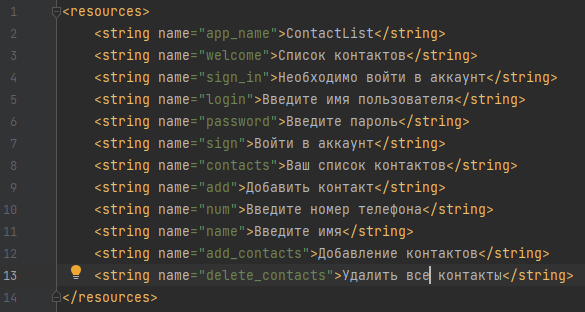 1 <resources>
2 <string name="app_name">ContactList</string>
3 <string name="welcome">Список контактов</string>
4 <string name="sign_in">Необходимо войти в аккаунт</string>
5 <string name="login">Введите имя пользователя</string>
6 <string name="password">Введите пароль</string>
7 <string name="sign">Войти в аккаунт</string>
8 <string name="contacts">Ваш список контактов</string>
9 <string name="add">Добавить контакт</string>
10 <string name="num">Введите номер телефона</string>
11 <string name="name">Введите имя</string>
12 <string name="add_contacts">Добавление контактов</string>
13 <string name="delete_contacts">Удалить все контакты</string>
14 </resources>